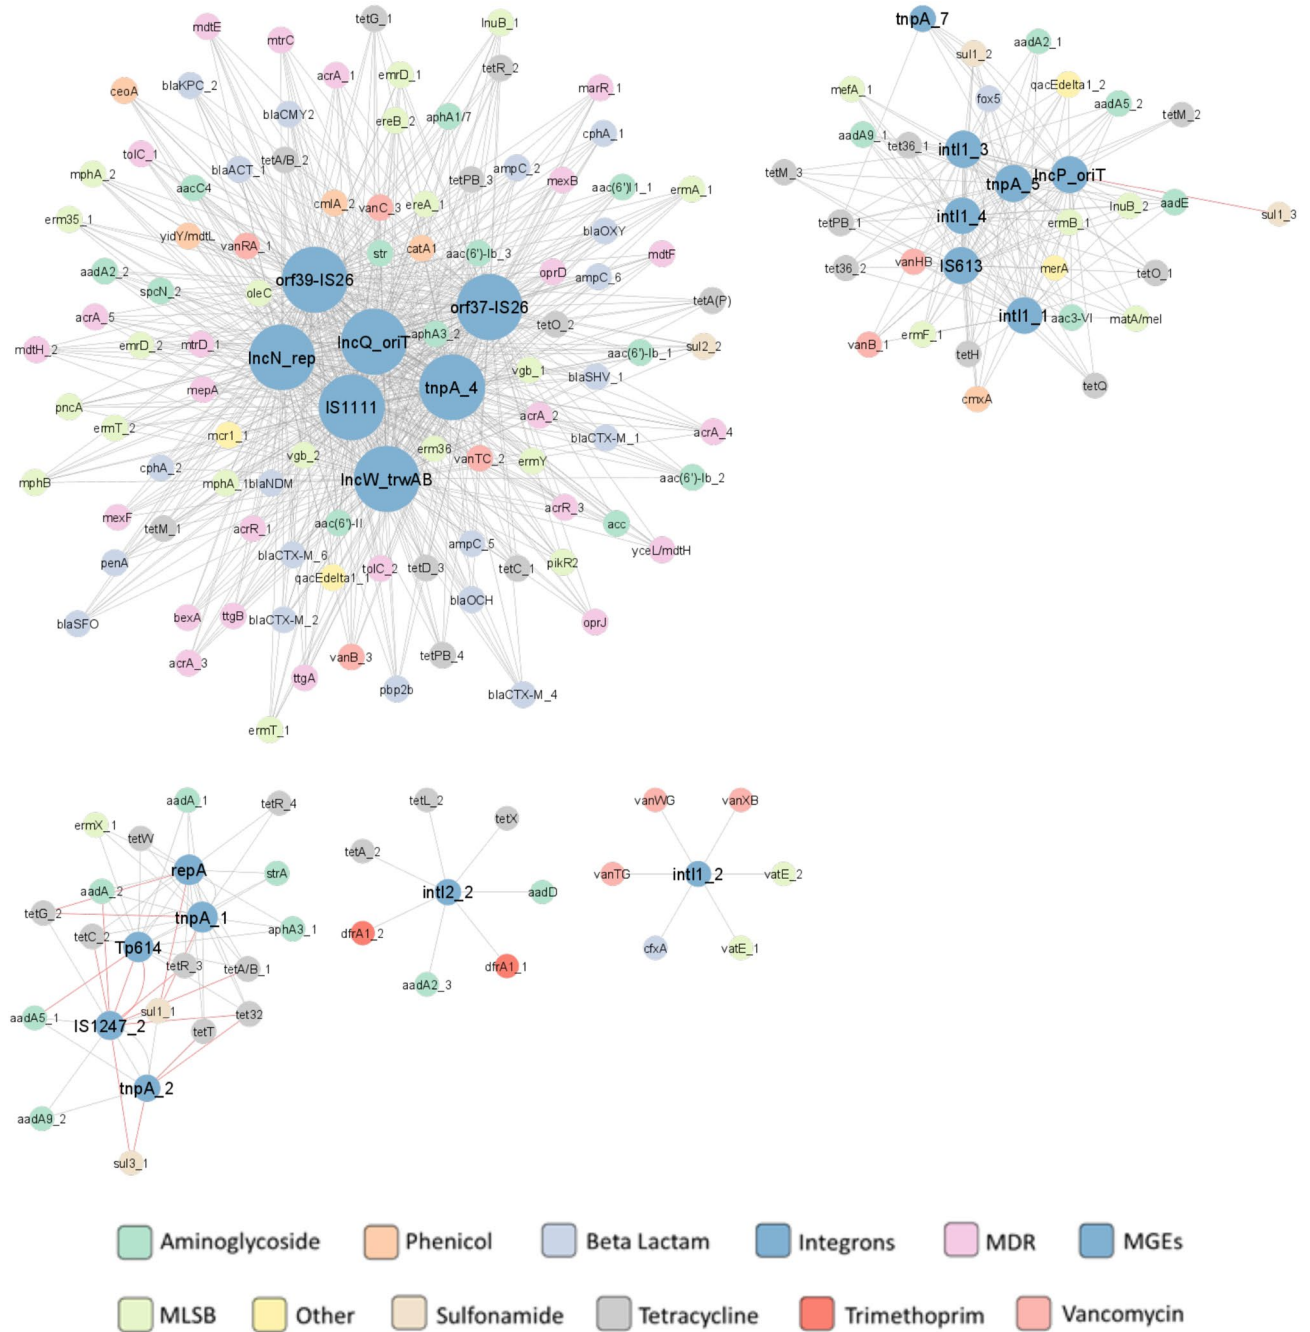 mdtE
tetG_1
lnuB_1
mtrC
tetR_2
acrA_1
emrD_1
ceoA
blaKPC_2
marR_1
blaCMY2
ereB_2
aphA1/7
cphA_1
tolC_1
tetA/B_2
blaACT_1
ampC_2
mphA_2
aacC4
tetPB_3
mexB
aac(6')I1_1
ermA_1
cmlA_2
vanC_3
ereA_1
erm35_1
yidY/mdtL
vanRA_1
str
catA1
aac(6')-Ib_3
blaOXY
mdtF
aadA2_2
spcN_2
orf39-IS26
oprD
ampC_6
oleC
orf37-IS26
tetA(P)
acrA_5
tetO_2
mdtH_2
emrD_2
mtrD_1
IncQ_oriT
aphA3_2
sul2_2
IncN_rep
aac(6')-Ib_1
vgb_1
blaSHV_1
mepA
tnpA_4
pncA
IS1111
ermT_2
acrA_2
acrA_4
mcr1_1
blaCTX-M_1
vgb_2
erm36
vanTC_2
ermY
cphA_2
mphB
mphA_1
blaNDM
IncW_trwAB
aac(6')-Ib_2
mexF
tetM_1
acrR_1
aac(6')-II
acrR_3
acc
penA
blaCTX-M_6
ampC_5
yceL/mdtH
qacEdelta1_1
tolC_2
tetD_3
tetC_1
pikR2
blaSFO
bexA
ttgB
blaCTX-M_2
blaOCH
oprJ
acrA_3
vanB_3
tetPB_4
ttgA
pbp2b
blaCTX-M_4
ermT_1
tnpA_7
aadA2_1
sul1_2
mefA_1
qacEdelta1_2
fox5
aadA5_2
tetM_2
aadA9_1
tet36_1
intI1_3
tetM_3
IncP_oriT
tnpA_5
lnuB_2
aadE
sul1_3
tetPB_1
intI1_4
ermB_1
tet36_2
vanHB
IS613
merA
tetO_1
intI1_1
aac3-VI
matA/mel
vanB_1
ermF_1
tetH
tetQ
cmxA
aadA_1
tetR_4
ermX_1
tetW
repA
strA
aadA_2
tetG_2
tnpA_1
tetC_2
aphA3_1
Tp614
tetR_3
tetA/B_1
aadA5_1
IS1247_2
sul1_1
tet32
tetT
tnpA_2
aadA9_2
sul3_1
tetL_2
tetX
tetA_2
intI2_2
aadD
dfrA1_2
dfrA1_1
aadA2_3
vanWG
vanXB
vanTG
intI1_2
vatE_2
cfxA
vatE_1
Aminoglycoside Phenicol Beta Lactam Integrons MDR MGEs
MLSB Other Sulfonamide Tetracycline Trimethoprim Vancomycin